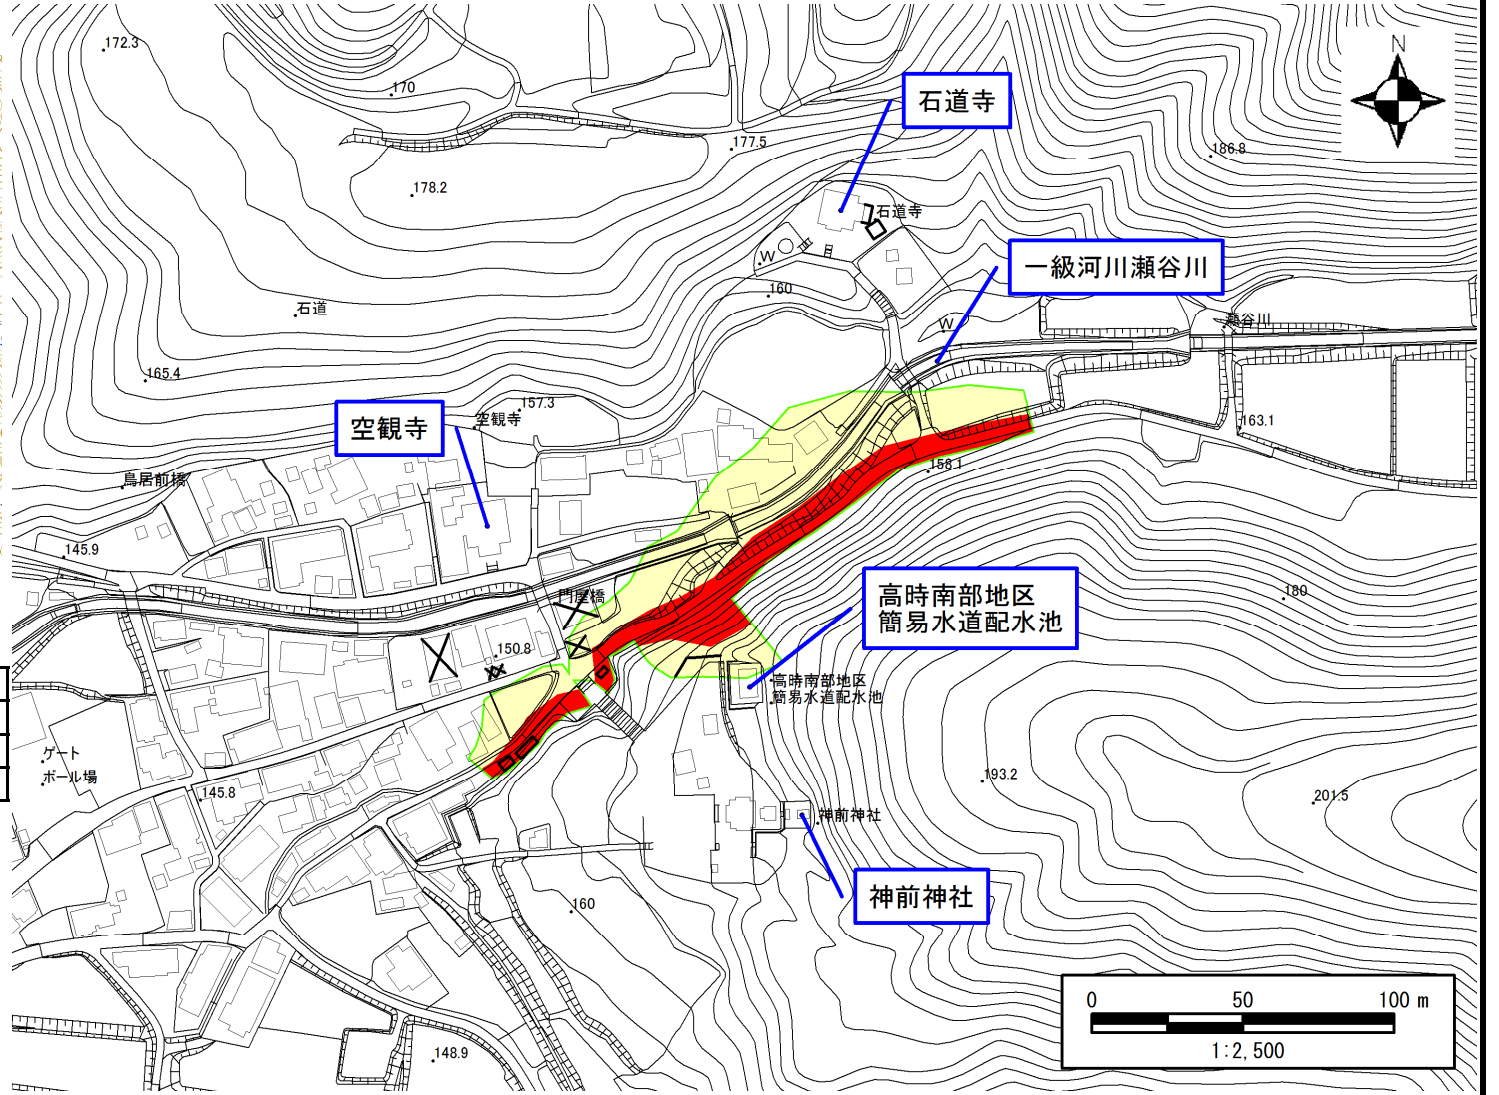 172.3
170
N
石道寺
177.5
186.8
178.2
石道寺
W
一級河川瀬谷川
160
石道
W
瀬谷川
165.4
157.3
空観寺
空観寺
163.1
158.1
鳥居前橋
145.9
高時南部地区
簡易水道配水池
180
門屋橋
150.8
高時南部地区
簡易水道配水池
ゲート
ボール場
193.2
145.8
201.5
神前神社
神前神社
160
0 50 100 m
1:2,500
148.9